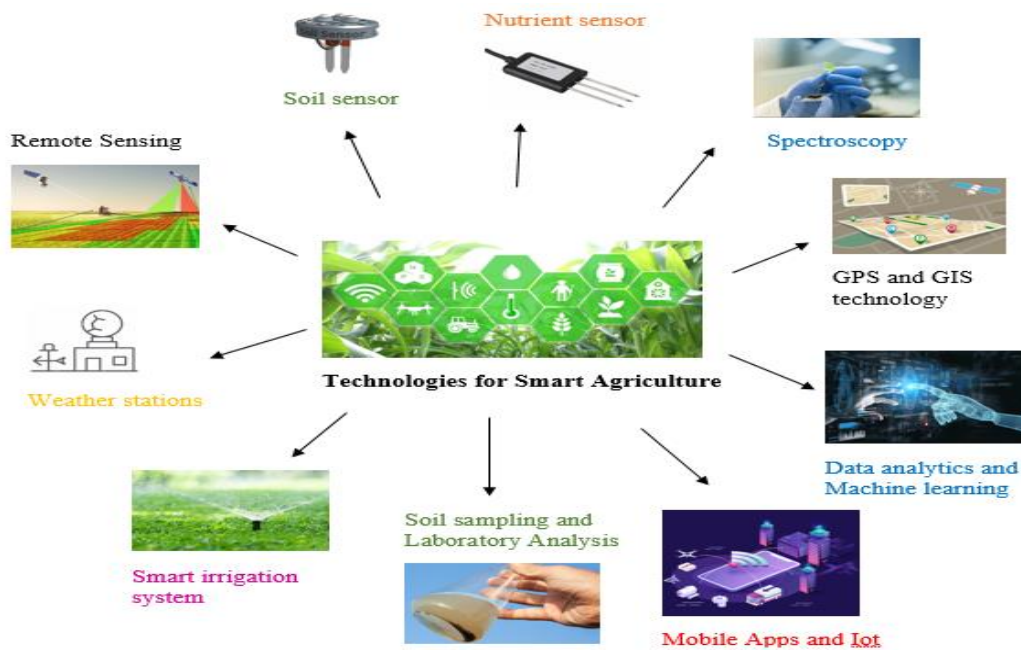 Nutrient sensor
Soil sensor
Remote Sensing
Spectroscopy
GPS and GIS
technology
Technologies for Smart Agriculture
Weather stations
Data analytics and
Machine learning
Soil sampling and
Laboratory Analysis
Smart irrigation
system
Mobile Apps and Iot